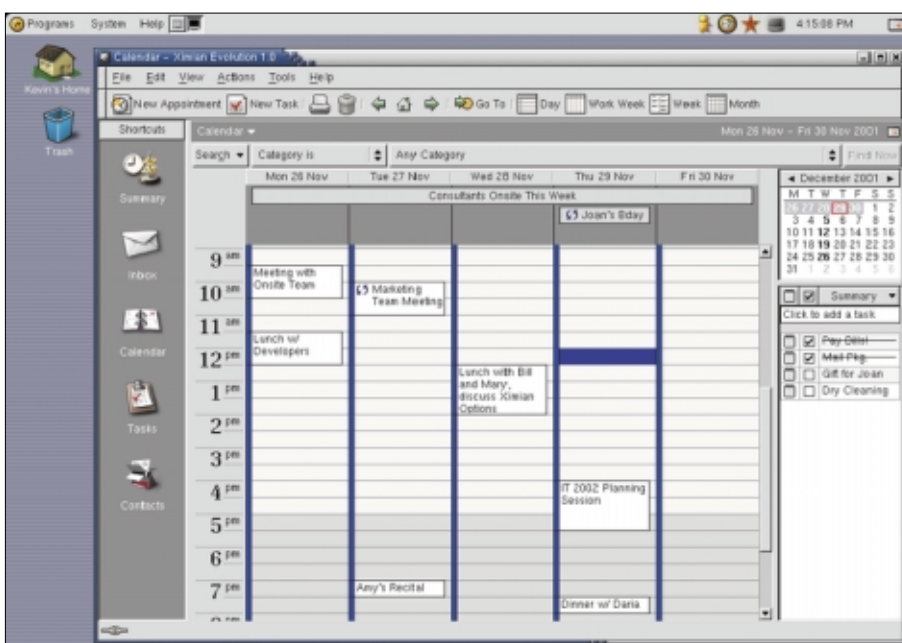 Programs System Help 4:15:08 PM
Kevin's Home
Trash
Calendar - Ximian Evolution 1.0
File Edit View Actions Tools Help
New Appointment New Task Go To Day Work Week Week Month
Shortcuts
Summary
Inbox
Calendar
Tasks
Contacts
Calendar Mon 26 Nov - Fri 30 Nov 2001
Search Category is Any Category Find Now
Mon 26 Nov Tue 27 Nov Wed 28 Nov Thu 29 Nov Fri 30 Nov
Consultants Onsite This Week
Joan's Bday
9 am
Meeting with
Onsite Team
10 am
Marketing
Team Meeting
11 am
Lunch w/
Developers
12 pm
Lunch with Bill
and Mary,
discuss Ximian
Options
1 pm
2 pm
3 pm
4 pm
IT 2002 Planning
Session
5 pm
6 pm
7 pm
Amy's Recital
Dinner w/ Daria
December 2001
M T W T F S S
26 27 28 29 30 1 2
3 4 5 6 7 8 9
10 11 12 13 14 15 16
17 18 19 20 21 22 23
24 25 26 27 28 29 30
31 1 2 3 4 5 6
Summary
Click to add a task
Pay Bills!
Mail Pkg
Gift for Joan
Dry Cleaning